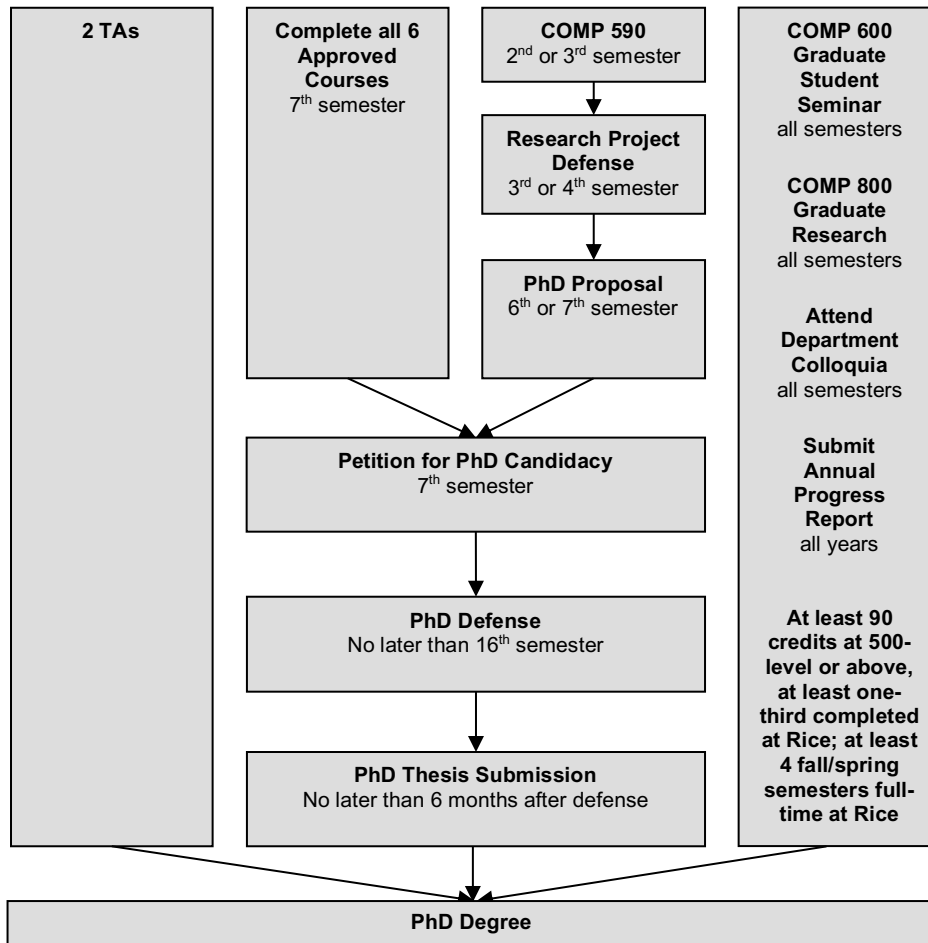 2 TAs
Complete all 6
Approved
Courses
7th semester
COMP 590
2nd or 3rd semester
Research Project
Defense
3rd or 4th semester
PhD Proposal
6th or 7th semester
COMP 600
Graduate
Student
Seminar
all semesters
COMP 800
Graduate
Research
all semesters
Attend
Department
Colloquia
all semesters
Submit
Annual
Progress
Report
all years
At least 90
credits at 500-
level or above,
at least one-
third completed
at Rice; at least
4 fall/spring
semesters full-
time at Rice
Petition for PhD Candidacy
7th semester
PhD Defense
No later than 16th semester
PhD Thesis Submission
No later than 6 months after defense
PhD Degree